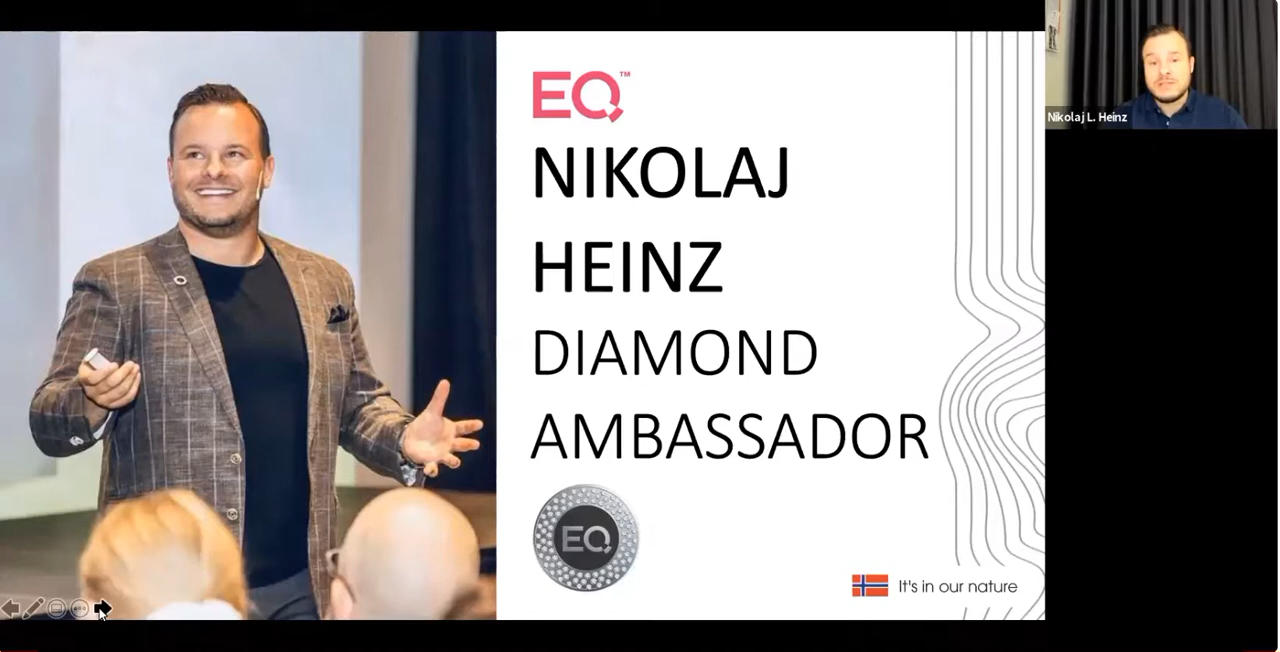 EQ™
NIKOLAJ
HEINZ
DIAMOND
AMBASSADOR
EQ
It's in our nature
Nikolaj L. Heinz